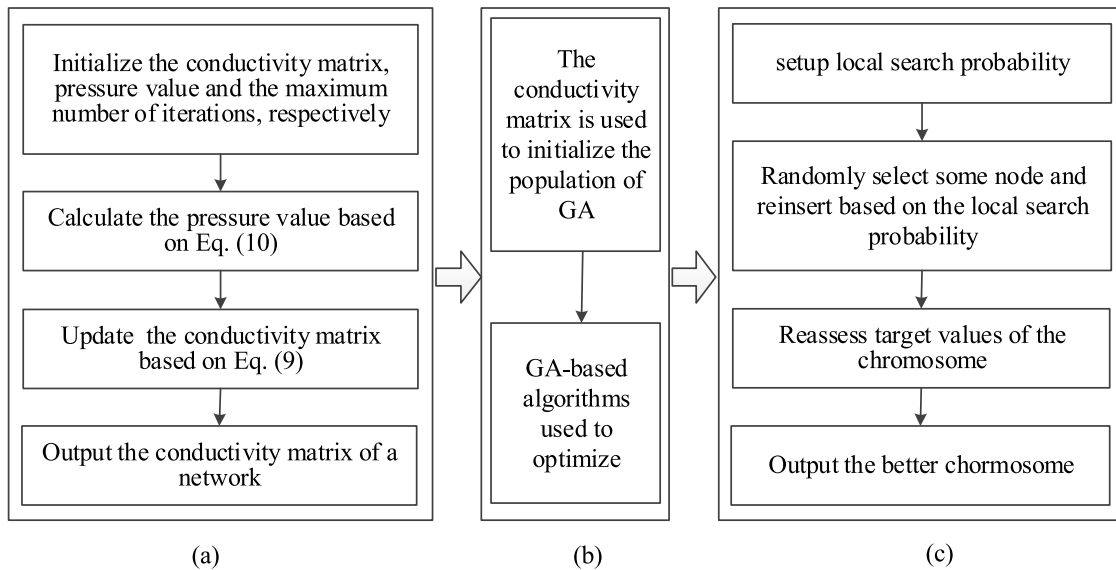 Initialize the conductivity matrix,
pressure value and the maximum
number of iterations, respectively
Calculate the pressure value based
on Eq. (10)
Update the conductivity matrix
based on Eq. (9)
Output the conductivity matrix of a
network
(a)
The
conductivity
matrix is used
to initialize the
population of
GA
GA-based
algorithms
used to
optimize
(b)
setup local search probability
Randomly select some node and
reinsert based on the local search
probability
Reassess target values of the
chromosome
Output the better chormosome
(c)